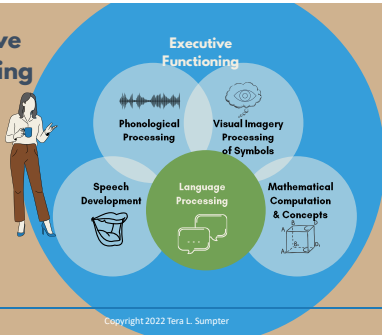 ve
ing
Executive
Functioning
Phonological
Processing
Visual Imagery
Processing
of Symbols
Speech
Development
Language
Processing
Mathematical
Computation
& Concepts
Copyright 2022 Tera L. Sumpter